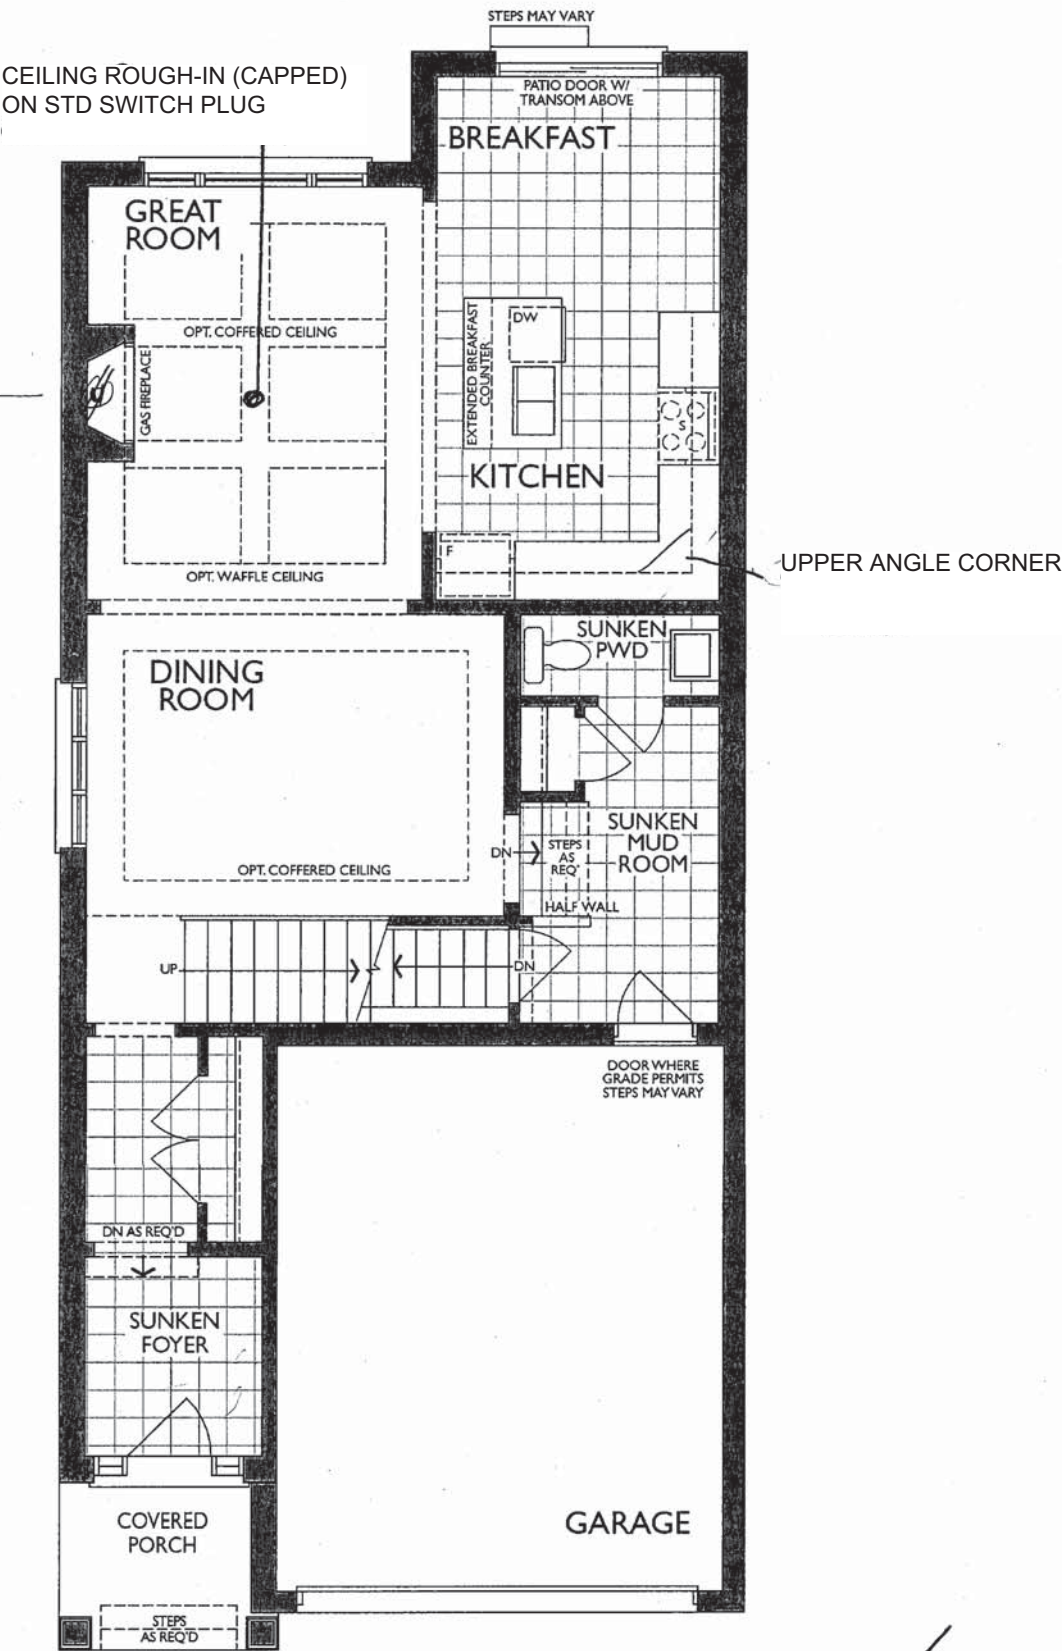 STEPS MAY VARY
CEILING ROUGH-IN (CAPPED)
ON STD SWITCH PLUG
PATIO DOOR W/
TRANSOM ABOVE
BREAKFAST
GREAT
ROOM
OPT. COFFERED CEILING
GAS FIREPLACE
EXTENDED BREAKFAST
COUNTER
DW
S
KITCHEN
F
UPPER ANGLE CORNER
OPT. WAFFLE CEILING
SUNKEN
PWD
DINING
ROOM
SUNKEN
MUD
ROOM
DN
STEPS
AS
REQ'
OPT. COFFERED CEILING
HALF WALL
UP
DN
DOOR WHERE
GRADE PERMITS
STEPS MAY VARY
DN AS REQ'D
SUNKEN
FOYER
COVERED
PORCH
GARAGE
STEPS
AS REQ'D